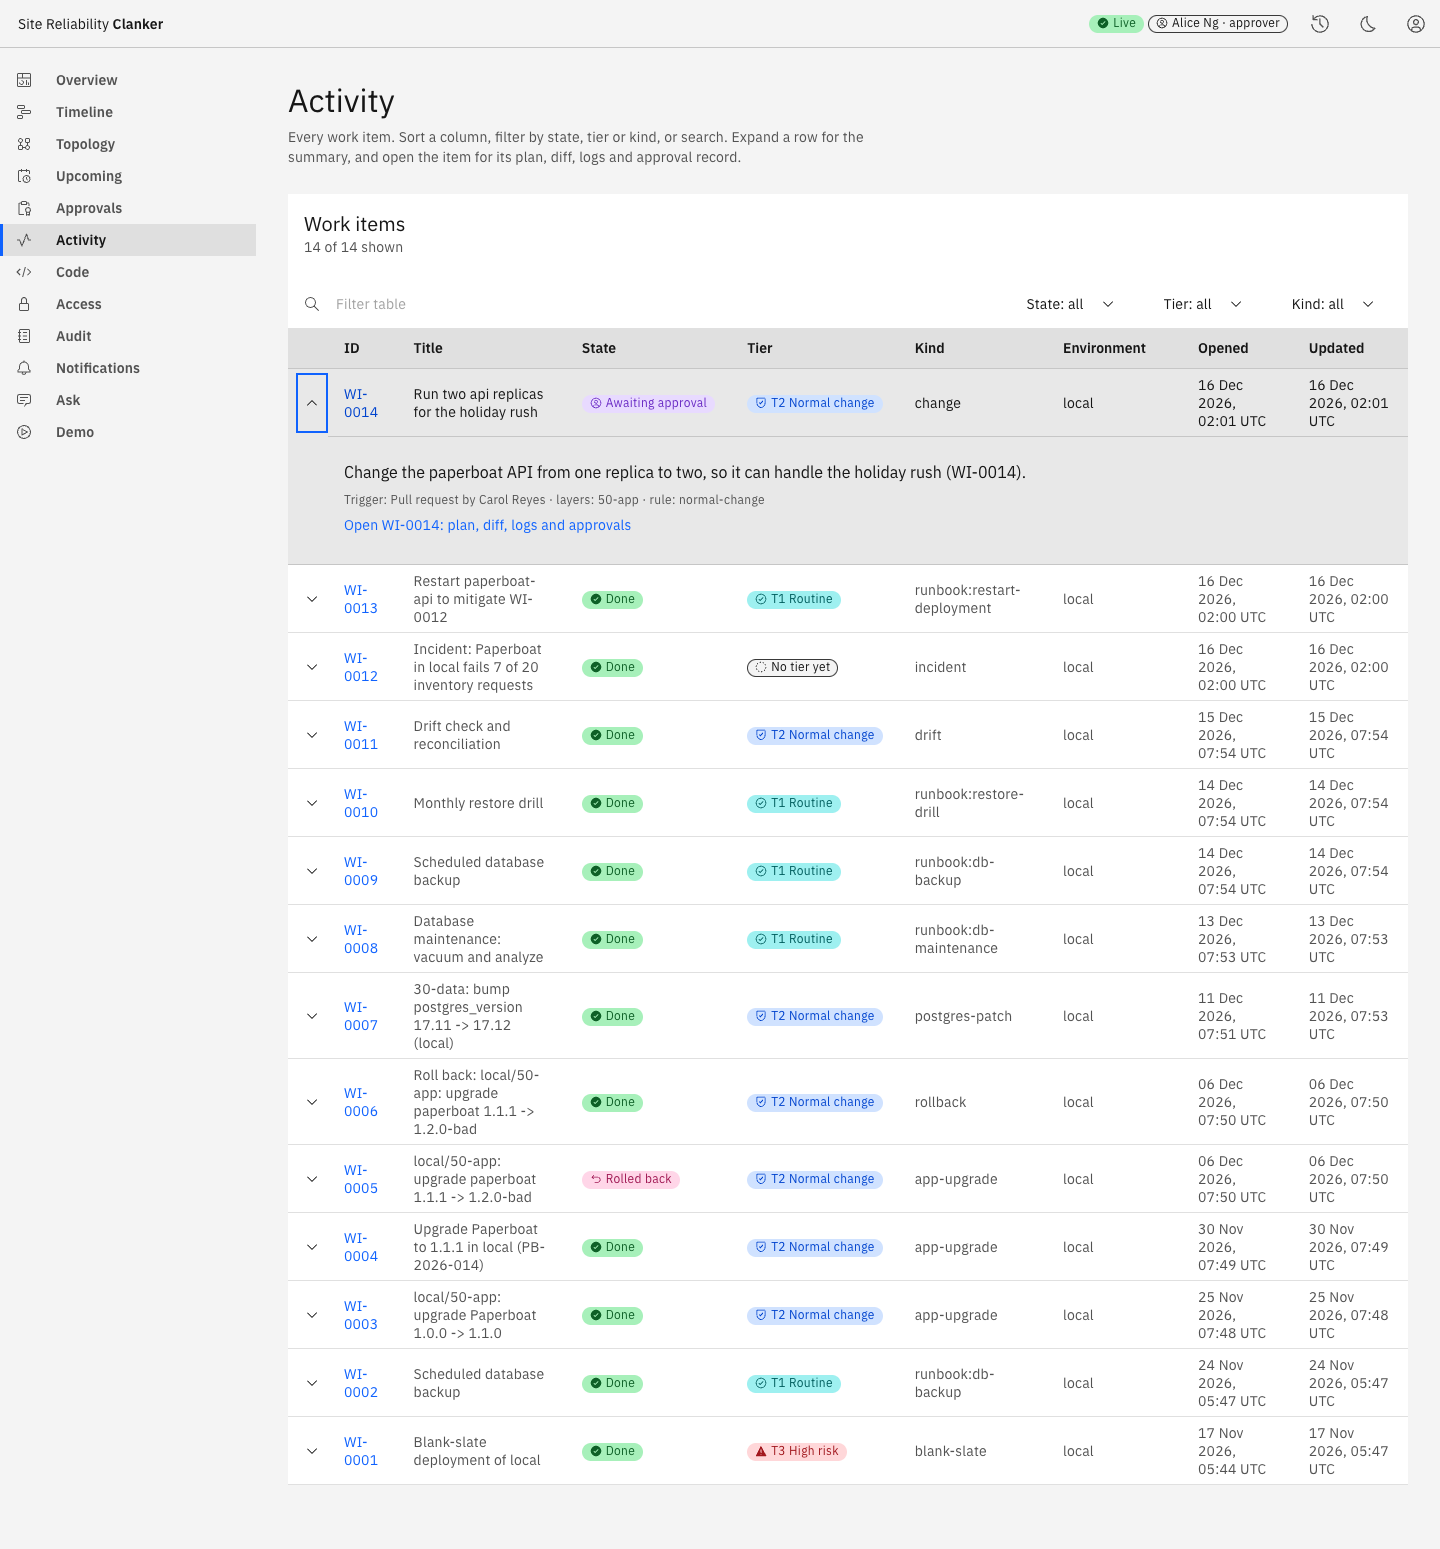 Site Reliability Clanker
Live
Alice Ng · approver
Overview
Timeline
Topology
Upcoming
Approvals
Activity
Code
Access
Audit
Notifications
Ask
Demo
Activity
Every work item. Sort a column, filter by state, tier or kind, or search. Expand a row for the
summary, and open the item for its plan, diff, logs and approval record.
Work items
14 of 14 shown
Filter table
State: all
Tier: all
Kind: all
ID Title State Tier Kind Environment Opened Updated
WI-
0014
Run two api replicas
for the holiday rush
Awaiting approval
T2 Normal change
change
local
16 Dec
2026,
02:01 UTC
16 Dec
2026, 02:01
UTC
Change the paperboat API from one replica to two, so it can handle the holiday rush (WI-0014).
Trigger: Pull request by Carol Reyes · layers: 50-app · rule: normal-change
Open WI-0014: plan, diff, logs and approvals
WI-
0013
Restart paperboat-
api to mitigate WI-
0012
Done
T1 Routine
runbook:restart-
deployment
local
16 Dec
2026,
02:00 UTC
16 Dec
2026, 02:00
UTC
WI-
0012
Incident: Paperboat
in local fails 7 of 20
inventory requests
Done
No tier yet
incident
local
16 Dec
2026,
02:00 UTC
16 Dec
2026, 02:00
UTC
WI-
0011
Drift check and
reconciliation
Done
T2 Normal change
drift
local
15 Dec
2026,
07:54 UTC
15 Dec
2026, 07:54
UTC
WI-
0010
Monthly restore drill
Done
T1 Routine
runbook:restore-
drill
local
14 Dec
2026,
07:54 UTC
14 Dec
2026, 07:54
UTC
WI-
0009
Scheduled database
backup
Done
T1 Routine
runbook:db-
backup
local
14 Dec
2026,
07:54 UTC
14 Dec
2026, 07:54
UTC
WI-
0008
Database
maintenance:
vacuum and analyze
Done
T1 Routine
runbook:db-
maintenance
local
13 Dec
2026,
07:53 UTC
13 Dec
2026, 07:53
UTC
WI-
0007
30-data: bump
postgres_version
17.11 -> 17.12
(local)
Done
T2 Normal change
postgres-patch
local
11 Dec
2026,
07:51 UTC
11 Dec
2026, 07:53
UTC
WI-
0006
Roll back: local/50-
app: upgrade
paperboat 1.1.1 ->
1.2.0-bad
Done
T2 Normal change
rollback
local
06 Dec
2026,
07:50 UTC
06 Dec
2026, 07:50
UTC
WI-
0005
local/50-app:
upgrade paperboat
1.1.1 -> 1.2.0-bad
Rolled back
T2 Normal change
app-upgrade
local
06 Dec
2026,
07:50 UTC
06 Dec
2026, 07:50
UTC
WI-
0004
Upgrade Paperboat
to 1.1.1 in local (PB-
2026-014)
Done
T2 Normal change
app-upgrade
local
30 Nov
2026,
07:49 UTC
30 Nov
2026, 07:49
UTC
WI-
0003
local/50-app:
upgrade Paperboat
1.0.0 -> 1.1.0
Done
T2 Normal change
app-upgrade
local
25 Nov
2026,
07:48 UTC
25 Nov
2026, 07:48
UTC
WI-
0002
Scheduled database
backup
Done
T1 Routine
runbook:db-
backup
local
24 Nov
2026,
05:47 UTC
24 Nov
2026, 05:47
UTC
WI-
0001
Blank-slate
deployment of local
Done
T3 High risk
blank-slate
local
17 Nov
2026,
05:44 UTC
17 Nov
2026, 05:47
UTC